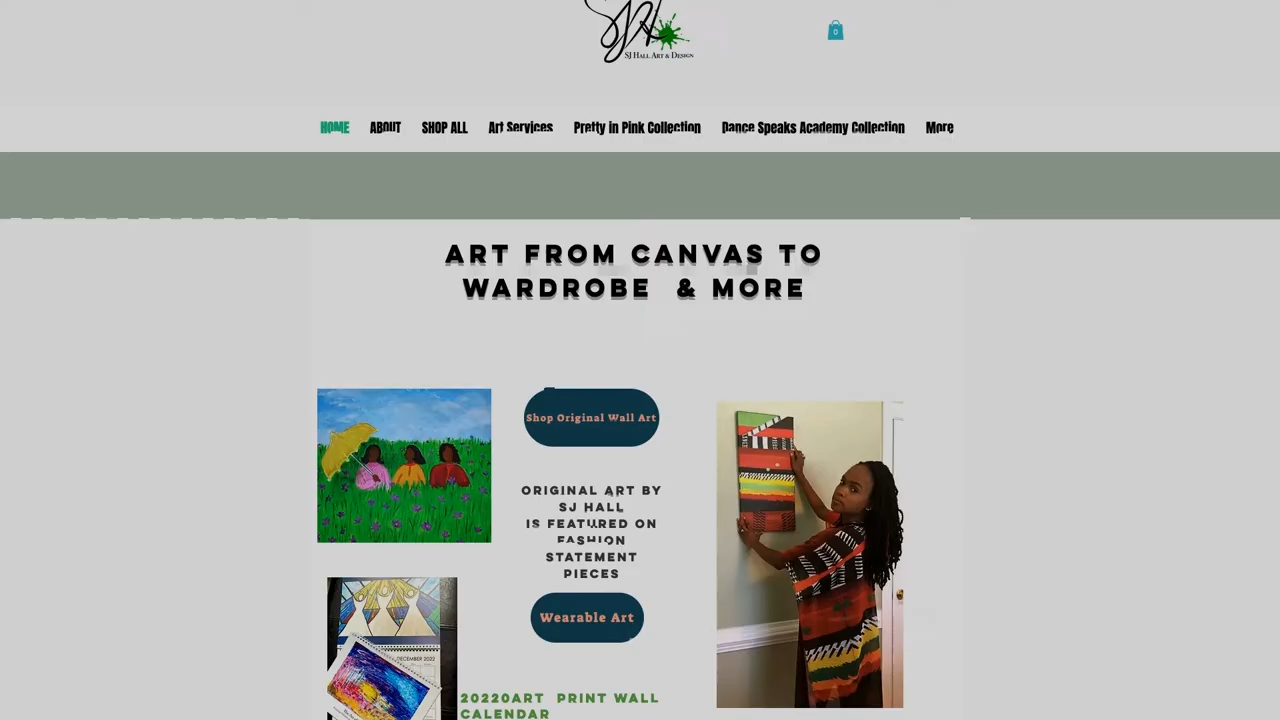 SJ HALL ART & DESIGN
0
HOME ABOUT SHOP ALL Art Services Pretty in Pink Collection Dance Speaks Academy Collection More
ART FROM CANVAS TO
WARDROBE & MORE
Shop Original Wall Art
ORIGINAL ART BY
SJ HALL
IS FEATURED ON
FASHION
STATEMENT
PIECES
Wearable Art
DECEMBER 2022
20220ART PRINT WALL
CALENDAR